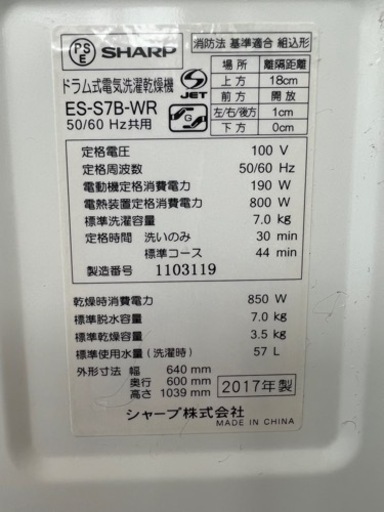 PSE SHARP
消防法 基準適合 組込形
ドラム式電気洗濯乾燥機
ES-S7B-WR
50/60 Hz共用
S JET
G
場所 離隔距離
上方 18cm
前方 開放
左/右/後方 1cm
下方 0cm
定格電圧 100 V
定格周波数 50/60 Hz
電動機定格消費電力 190 W
電熱装置定格消費電力 800 W
標準洗濯容量 7.0 kg
定格時間 洗いのみ 30 min
標準コース 44 min
製造番号 1103119
乾燥時消費電力 850 W
標準脱水容量 7.0 kg
標準乾燥容量 3.5 kg
標準使用水量(洗濯時) 57 L
外形寸法 幅 640 mm
奥行 600 mm
高さ 1039 mm
2017年製
シャープ株式会社
MADE IN CHINA